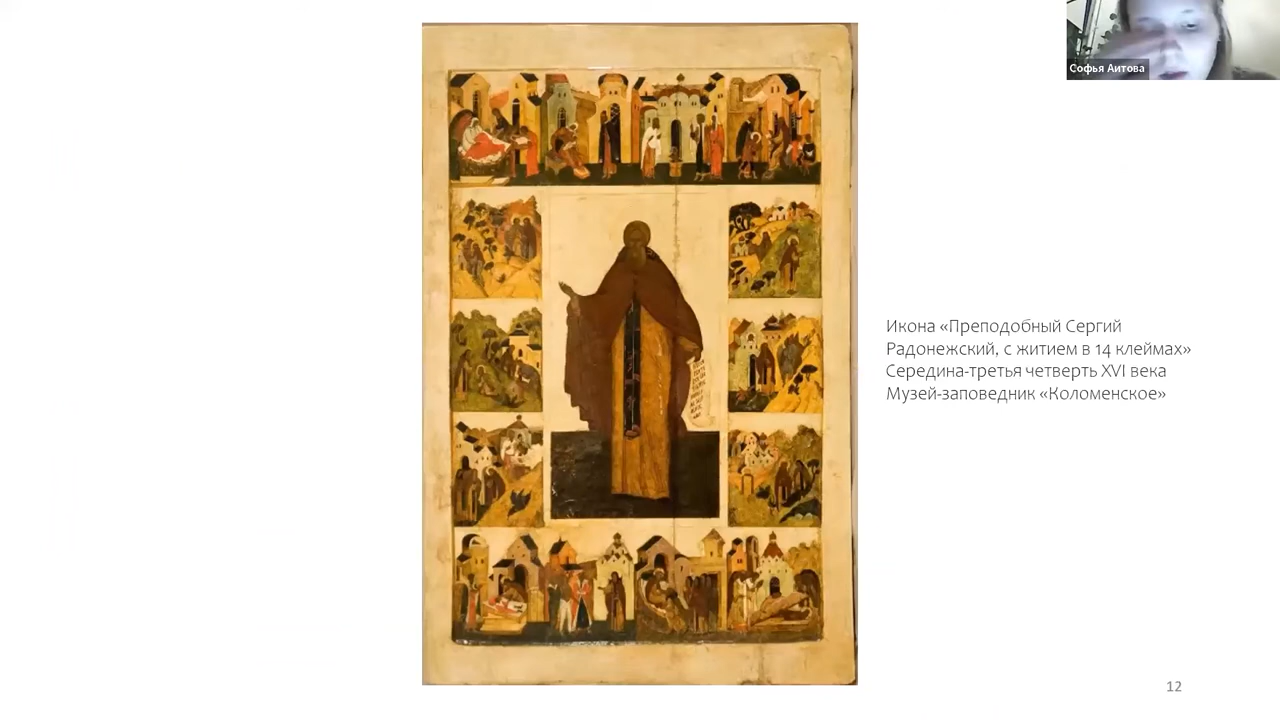 Софья Аитова
Икона «Преподобный Сергий
Радонежский, с житием в 14 клеймах»
Середина-третья четверть XVI века
Музей-заповедник «Коломенское»
12